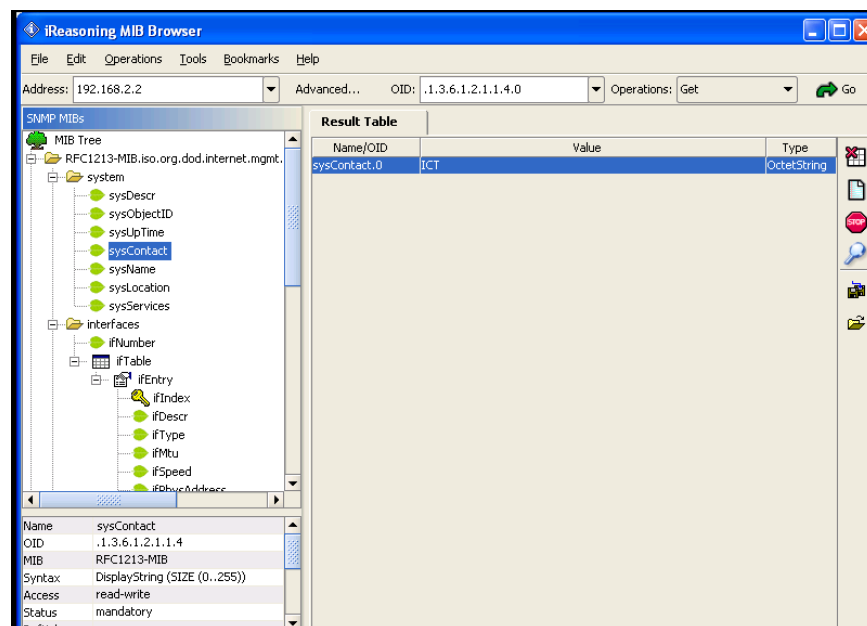 iReasoning MIB Browser
File Edit Operations Tools Bookmarks Help
Address: 192.168.2.2 Advanced... OID: .1.3.6.1.2.1.1.4.0 Operations: Get Go
SNMP MIBs
MIB Tree
RFC1213-MIB.iso.org.dod.internet.mgmt.
system
sysDescr
sysObjectID
sysUpTime
sysContact
sysName
sysLocation
sysServices
interfaces
ifNumber
ifTable
ifEntry
ifIndex
ifDescr
ifType
ifMtu
ifSpeed
ifPhysAddress
Name sysContact
OID .1.3.6.1.2.1.1.4
MIB RFC1213-MIB
Syntax DisplayString (SIZE (0..255))
Access read-write
Status mandatory
Result Table
Name/OID Value Type
sysContact.0 ICT OctetString
STOP